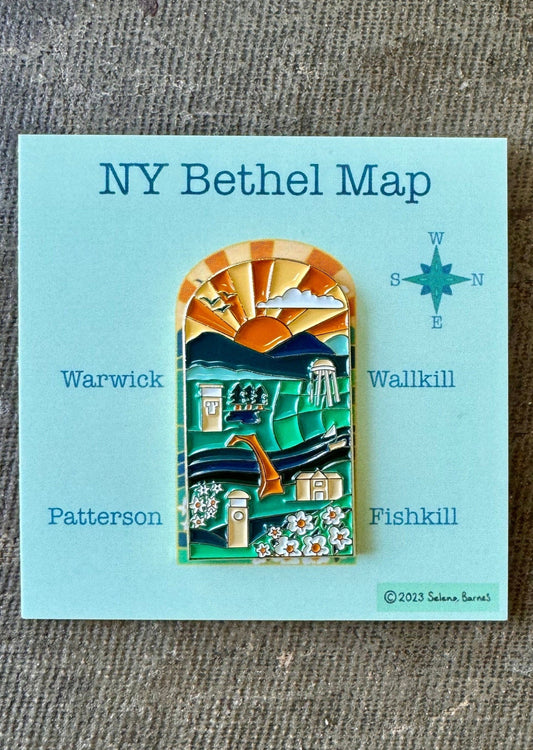 NY Bethel Map
W
S N
E
Warwick Wallkill
Patterson Fishkill
©2023 Selena Barnes